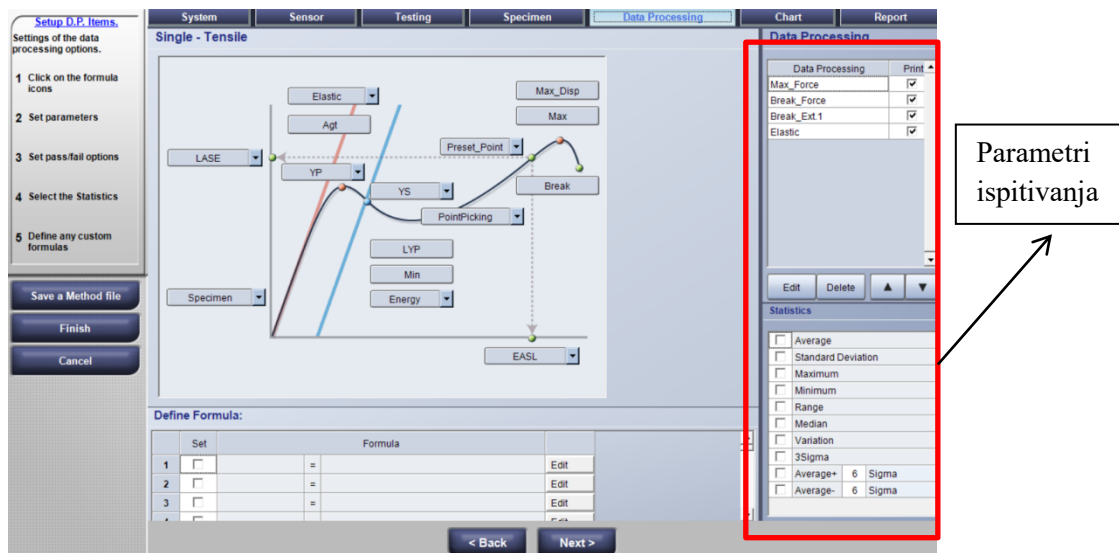 Setup D.P. Items.
Settings of the data
processing options.
1 Click on the formula
icons
2 Set parameters
3 Set pass/fail options
4 Select the Statistics
5 Define any custom
formulas
Save a Method file
Finish
Cancel
System Sensor Testing Specimen Data Processing Chart Report
Single - Tensile
Elastic
Agt
Max_Disp
Max
LASE
YP
Preset_Point
YS
Break
PointPicking
LYP
Min
Specimen
Energy
EASL
Define Formula:
Set Formula
1 = Edit
2 = Edit
3 = Edit
< Back Next >
Data Processing
Data Processing Print
Max_Force
Break_Force
Break_Ext.1
Elastic
Edit Delete
Statistics
Average
Standard Deviation
Maximum
Minimum
Range
Median
Variation
3Sigma
Average+ 6 Sigma
Average- 6 Sigma
Parametri
ispitivanja